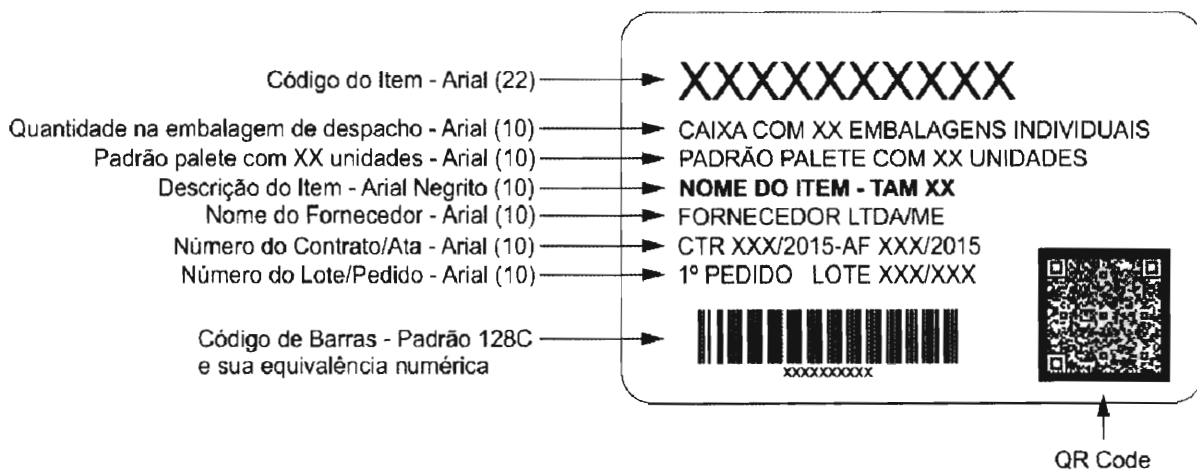 Código do Item - Arial (22)
XXXXXXXXXX
Quantidade na embalagem de despacho - Arial (10)
CAIXA COM XX EMBALAGENS INDIVIDUAIS
Padrão palete com XX unidades - Arial (10)
PADRÃO PALETE COM XX UNIDADES
Descrição do Item - Arial Negrito (10)
NOME DO ITEM - TAM XX
Nome do Fornecedor - Arial (10)
FORNECEDOR LTDA/ME
Número do Contrato/Ata - Arial (10)
CTR XXX/2015-AF XXX/2015
Número do Lote/Pedido - Arial (10)
1º PEDIDO LOTE XXX/XXX
Código de Barras - Padrão 128C
e sua equivalência numérica
XXXXXXXXXX
QR Code